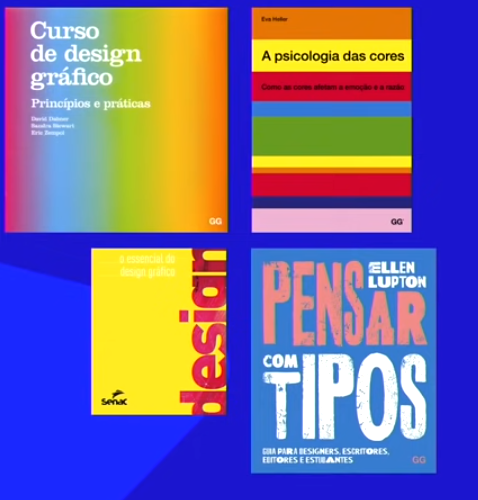 Curso
de design
gráfico
Princípios e práticas
David Dabner
Sandra Stewart
Eric Zempol
GG
Eva Heller
A psicologia das cores
Como as cores afetam a emoção e a razão
GG
o essencial do
design gráfico
design
senac
PENSAR
ELLEN
LUPTON
COM
TIPOS
GUIA PARA DESIGNERS, ESCRITORES,
EDITORES E ESTUDANTES
GG